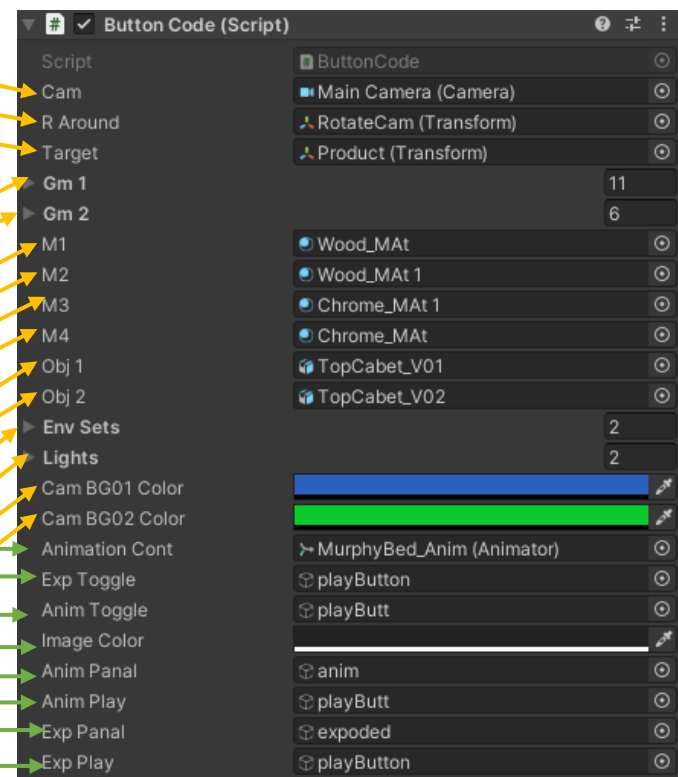 # Button Code (Script)
Script ButtonCode
Cam Main Camera (Camera)
R Around RotateCam (Transform)
Target Product (Transform)
Gm 1 11
Gm 2 6
M1 Wood_MAt
M2 Wood_MAt 1
M3 Chrome_MAt 1
M4 Chrome_MAt
Obj 1 TopCabet_V01
Obj 2 TopCabet_V02
Env Sets 2
Lights 2
Cam BG01 Color
Cam BG02 Color
Animation Cont MurphyBed_Anim (Animator)
Exp Toggle playButton
Anim Toggle playButt
Image Color
Anim Panal anim
Anim Play playButt
Exp Panal expoded
Exp Play playButton